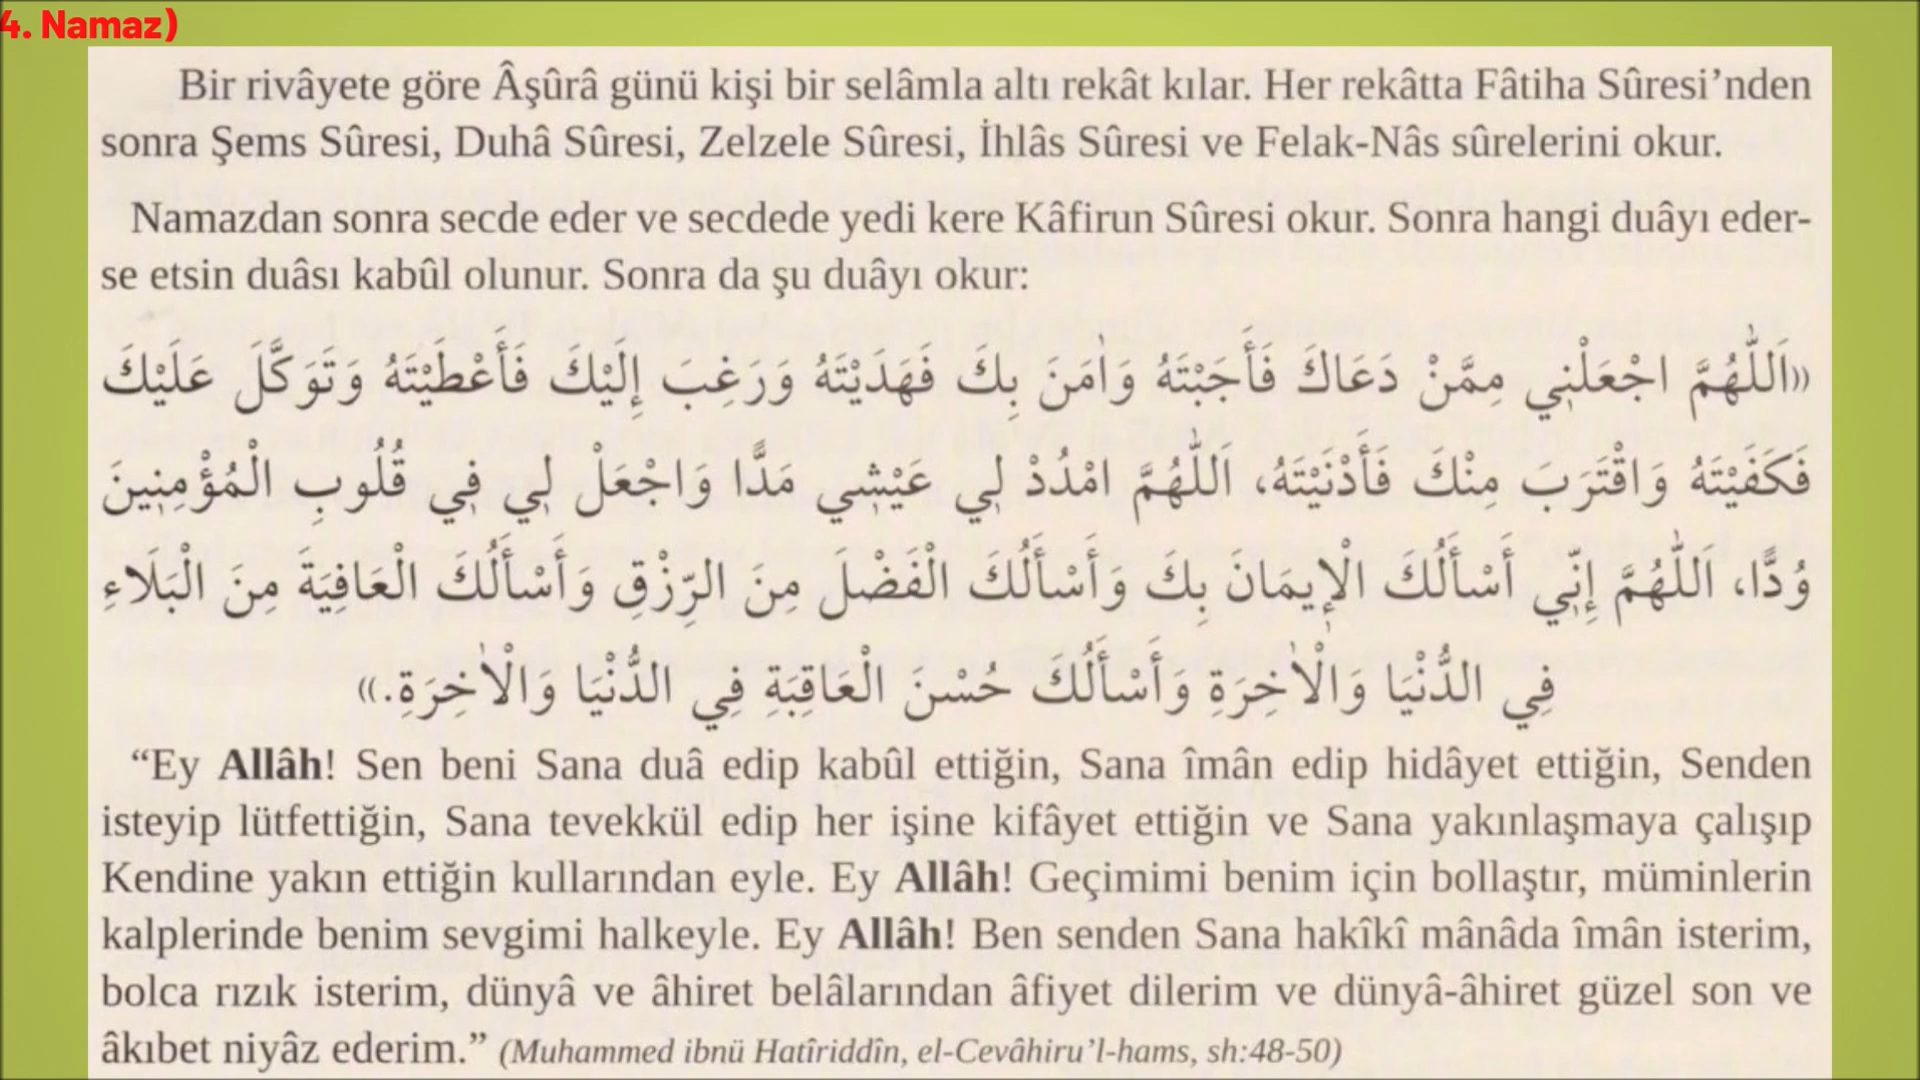 4. Namaz)
Bir rivâyete göre Âşûrâ günü kişi bir selâmla altı rekât kılar. Her rekâtta Fâtiha Sûresi’nden
sonra Şems Sûresi, Duhâ Sûresi, Zelzele Sûresi, İhlâs Sûresi ve Felak-Nâs sûrelerini okur.
Namazdan sonra secde eder ve secdede yedi kere Kâfirun Sûresi okur. Sonra hangi duâyı eder-
se etsin duâsı kabûl olunur. Sonra da şu duâyı okur:
«اَللّٰهُمَّ اجْعَلْنِي مِمَّنْ دَعَاكَ فَأَجَبْتَهُ وَاٰمَنَ بِكَ فَهَدَيْتَهُ وَرَغِبَ إِلَيْكَ فَأَعْطَيْتَهُ وَتَوَكَّلَ عَلَيْكَ
فَكَفَيْتَهُ وَاقْتَرَبَ مِنْكَ فَأَدْنَيْتَهُ، اَللّٰهُمَّ امْدُدْ لِي عَيْشِي مَدًّا وَاجْعَلْ لِي فِي قُلُوبِ الْمُؤْمِنِينَ
وُدًّا، اَللّٰهُمَّ إِنِّي أَسْأَلُكَ الْإِيمَانَ بِكَ وَأَسْأَلُكَ الْفَضْلَ مِنَ الرِّزْقِ وَأَسْأَلُكَ الْعَافِيَةَ مِنَ الْبَلَاءِ
فِي الدُّنْيَا وَالْاٰخِرَةِ وَأَسْأَلُكَ حُسْنَ الْعَاقِبَةِ فِي الدُّنْيَا وَالْاٰخِرَةِ.»
“Ey Allâh! Sen beni Sana duâ edip kabûl ettiğin, Sana îmân edip hidâyet ettiğin, Senden
isteyip lütfettiğin, Sana tevekkül edip her işine kifâyet ettiğin ve Sana yakınlaşmaya çalışıp
Kendine yakın ettiğin kullarından eyle. Ey Allâh! Geçimimi benim için bollaştır, müminlerin
kalplerinde benim sevgimi halkeyle. Ey Allâh! Ben senden Sana hakîkî mânâda îmân isterim,
bolca rızık isterim, dünyâ ve âhiret belâlarından âfiyet dilerim ve dünyâ-âhiret güzel son ve
âkıbet niyâz ederim.” (Muhammed ibnü Hatîriddîn, el-Cevâhiru’l-hams, sh:48-50)